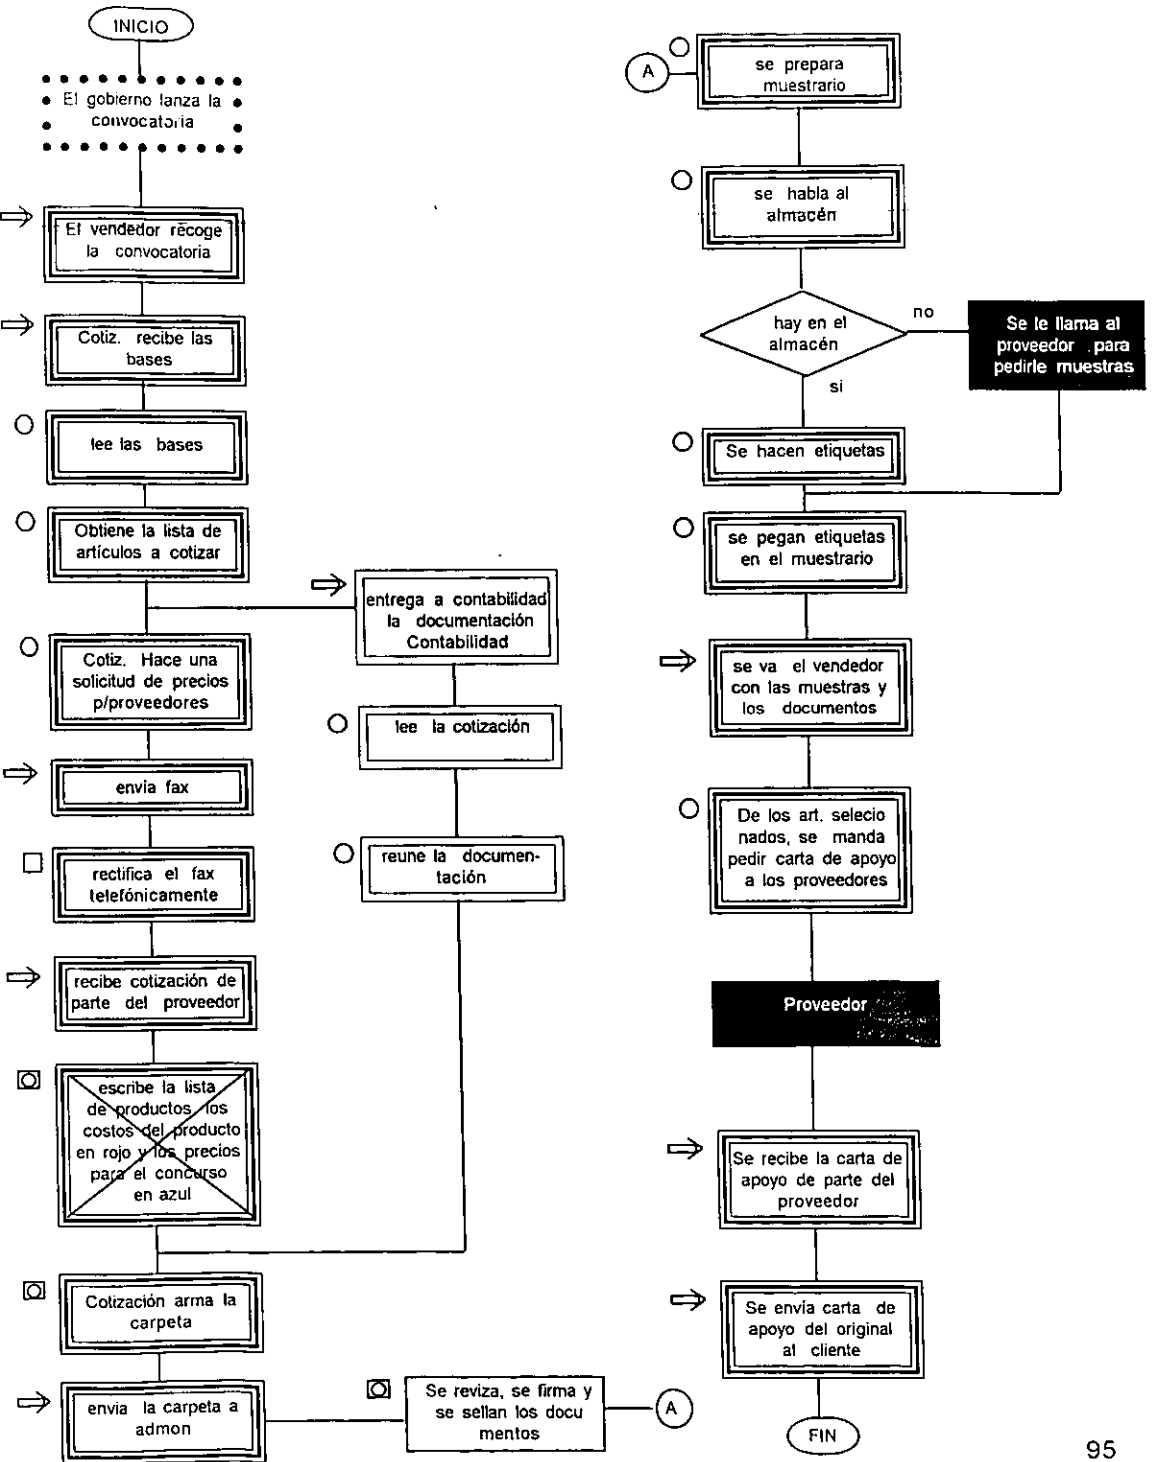 INICIO
El gobierno lanza la
convocatoria
El vendedor recoge
la convocatoria
Cotiz. recibe las
bases
lee las bases
Obtiene la lista de
artículos a cotizar
Cotiz. Hace una
solicitud de precios
p/proveedores
envia fax
rectifica el fax
telefónicamente
recibe cotización de
parte del proveedor
escribe la lista
de productos, los
costos del producto
en rojo y los precios
para el concurso
en azul
entrega a contabilidad
la documentación
Contabilidad
lee la cotización
reune la documen-
tación
Cotización arma la
carpeta
envia la carpeta a
admon
Se reviza, se firma y
se sellan los docu
mentos
A
A
se prepara
muestrario
se habla al
almacén
hay en el
almacén
no
Se le llama al
proveedor para
pedirle muestras
si
Se hacen etiquetas
se pegan etiquetas
en el muestrario
se va el vendedor
con las muestras y
los documentos
De los art. selecio
nados, se manda
pedir carta de apoyo
a los proveedores
Proveedor
Se recibe la carta de
apoyo de parte del
proveedor
Se envía carta de
apoyo del original
al cliente
FIN
95